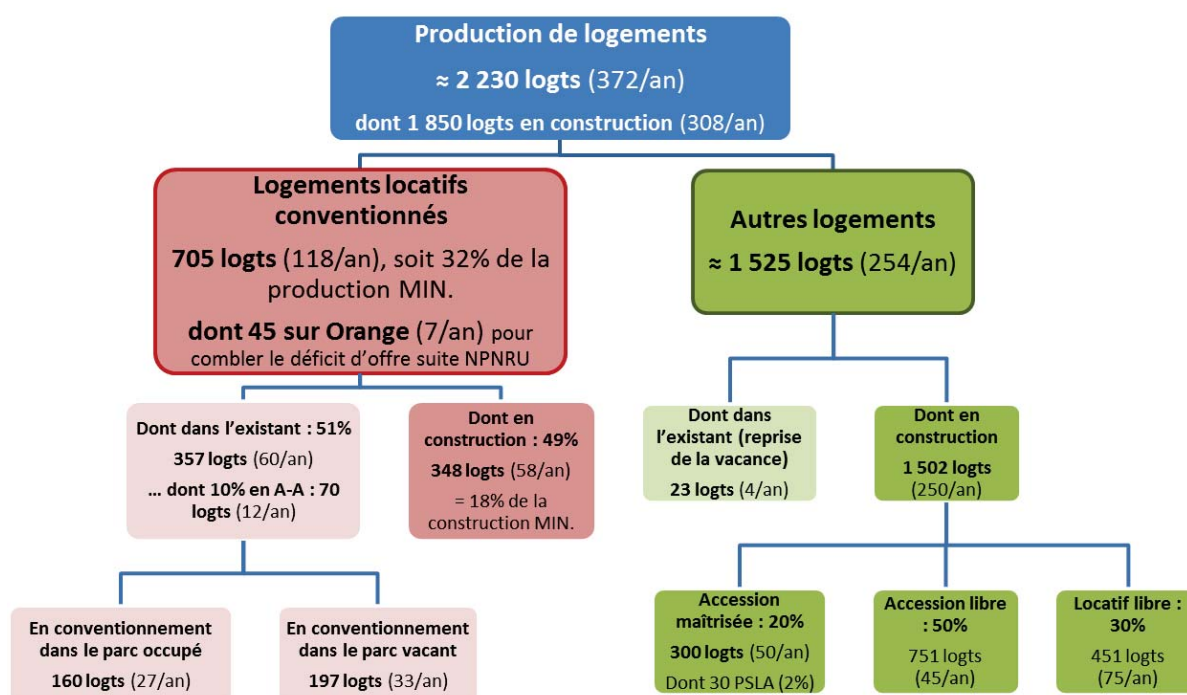 Production de logements
≈ 2 230 logts (372/an)
dont 1 850 logts en construction (308/an)
Logements locatifs
conventionnés
705 logts (118/an), soit 32% de la
production MIN.
dont 45 sur Orange (7/an) pour
combler le déficit d'offre suite NPNRU
Autres logements
≈ 1 525 logts (254/an)
Dont dans l'existant : 51%
357 logts (60/an)
... dont 10% en A-A : 70
logts (12/an)
Dont en
construction : 49%
348 logts (58/an)
= 18% de la
construction MIN.
Dont dans
l'existant (reprise
de la vacance)
23 logts (4/an)
Dont en
construction
1 502 logts
(250/an)
En conventionnement
dans le parc occupé
160 logts (27/an)
En conventionnement
dans le parc vacant
197 logts (33/an)
Accession
maîtrisée : 20%
300 logts (50/an)
Dont 30 PSLA (2%)
Accession libre
: 50%
751 logts
(45/an)
Locatif libre :
30%
451 logts
(75/an)